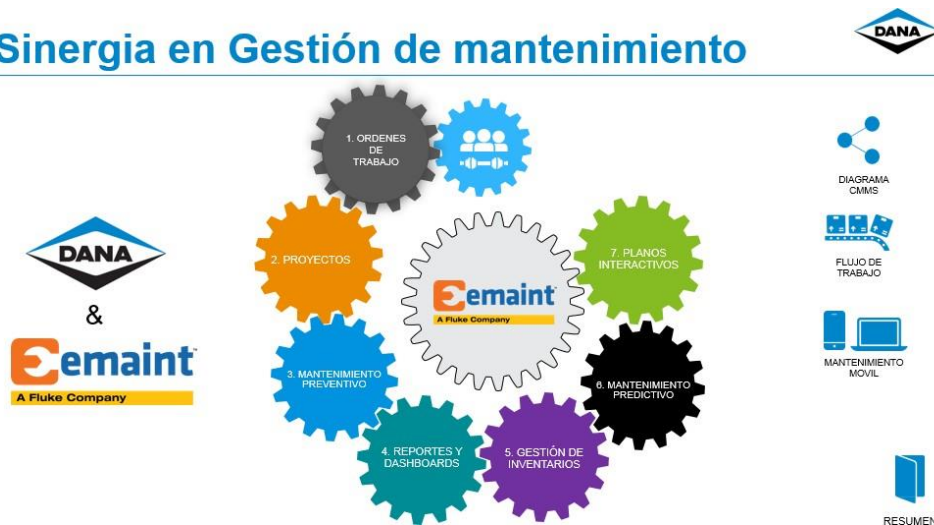 Sinergia en Gestión de mantenimiento
DANA
1. ORDENES
DE
TRABAJO
2. PROYECTOS
3. MANTENIMIENTO
PREVENTIVO
4. REPORTES Y
DASHBOARDS
5. GESTIÓN DE
INVENTARIOS
6. MANTENIMIENTO
PREDICTIVO
7. PLANOS
INTERACTIVOS
emaint
A Fluke Company
DANA
&
emaint
A Fluke Company
DIAGRAMA
CMMS
FLUJO DE
TRABAJO
MANTENIMIENTO
MOVIL
RESUMEN